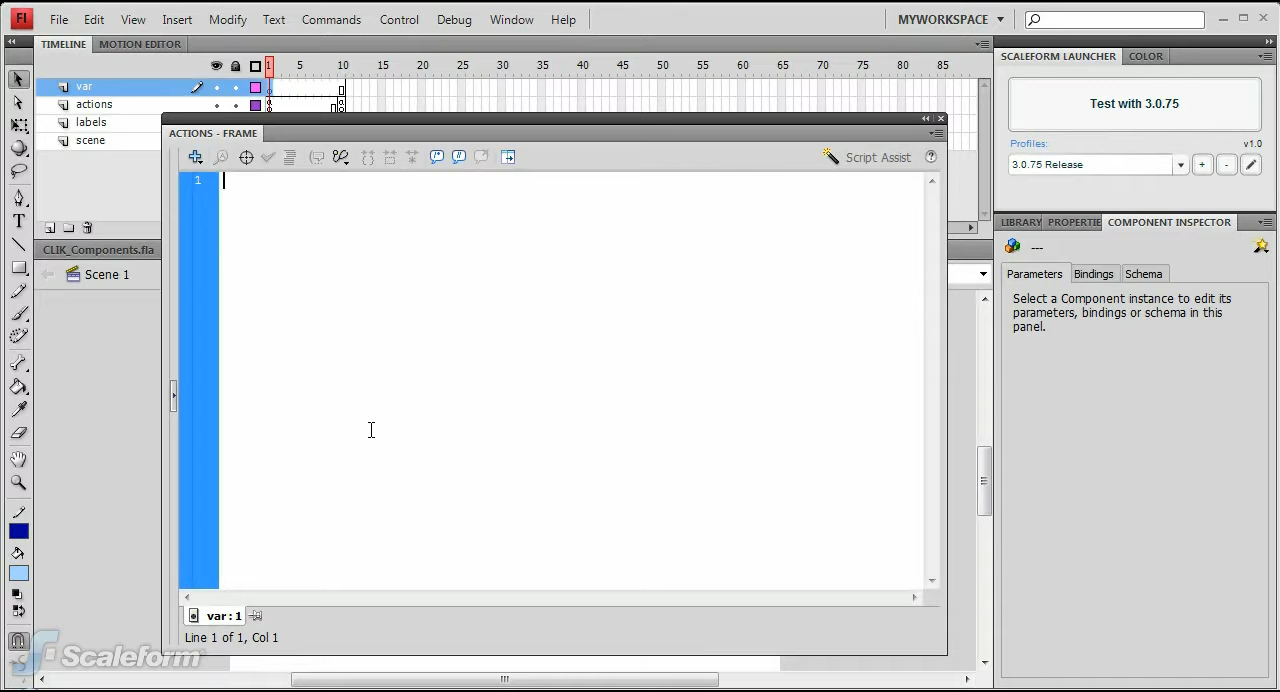 Fl File Edit View Insert Modify Text Commands Control Debug Window Help MYWORKSPACE
TIMELINE MOTION EDITOR
1 5 10 15 20 25 30 35 40 45 50 55 60 65 70 75 80 85
var
actions
labels
scene
ACTIONS - FRAME
Script Assist
1
CLIK_Components.fla
Scene 1
var:1
Line 1 of 1, Col 1
Scaleform
SCALEFORM LAUNCHER COLOR
Test with 3.0.75
Profiles: v1.0
3.0.75 Release + -
LIBRARY PROPERTIE COMPONENT INSPECTOR
---
Parameters Bindings Schema
Select a Component instance to edit its
parameters, bindings or schema in this
panel.